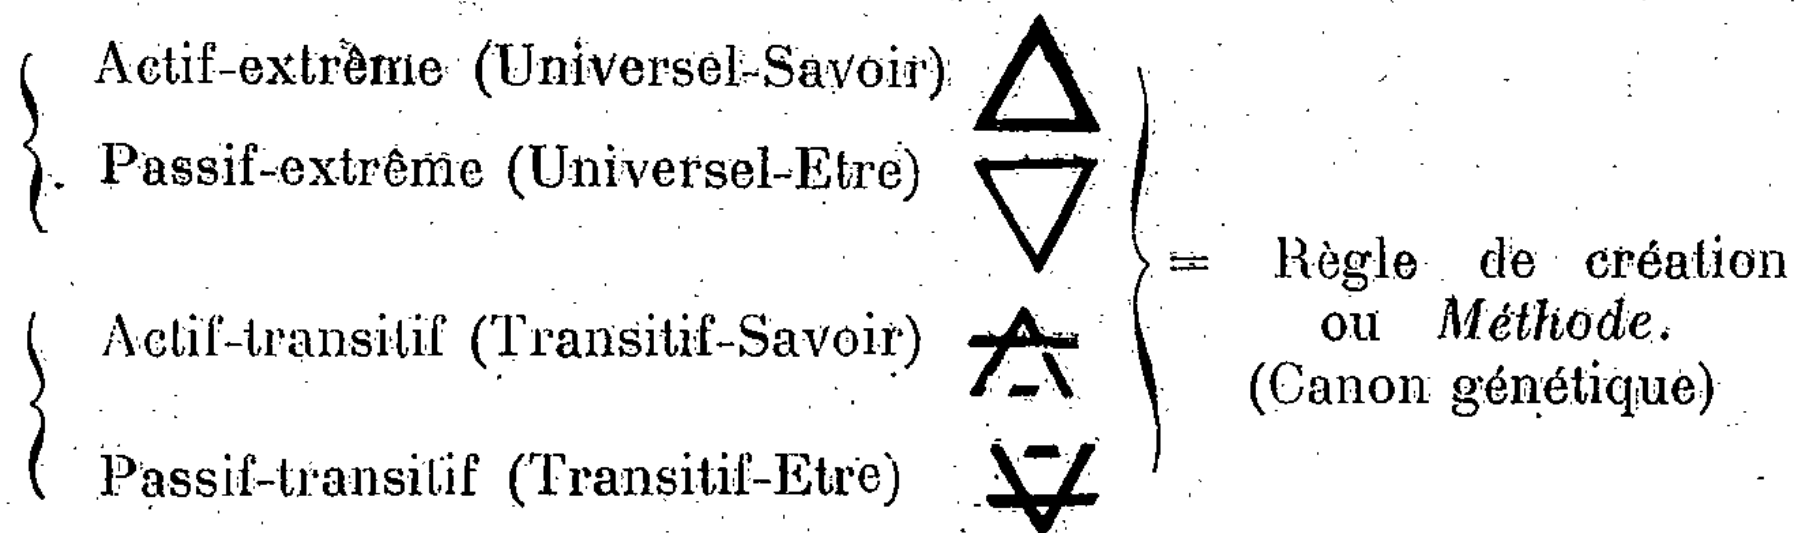 Actif-extrême (Universel-Savoir)
Passif-extrême (Universel-Etre)
= Règle de création
ou Méthode.
(Canon génétique)
Actif-transitif (Transitif-Savoir)
Passif-transitif (Transitif-Etre)